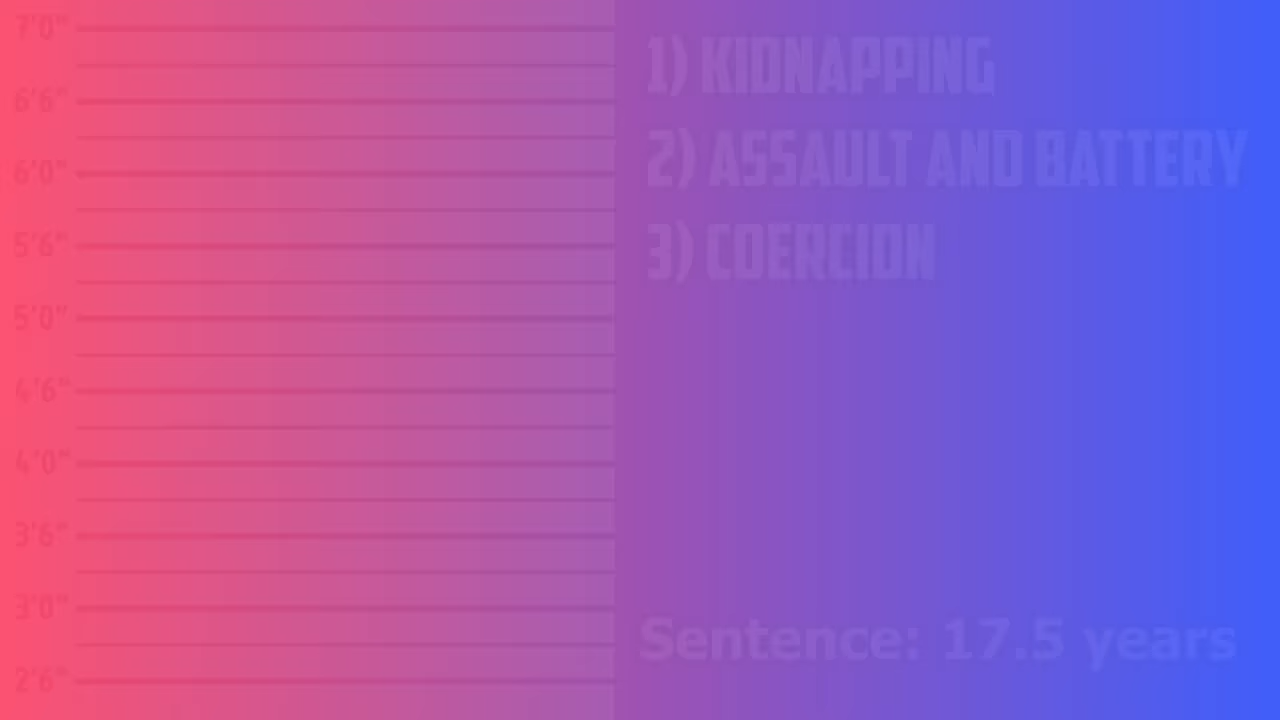 7'0"
6'6"
6'0"
5'6"
5'0"
4'6"
4'0"
3'6"
3'0"
2'6"
1) KIDNAPPING
2) ASSAULT AND BATTERY
3) COERCION
Sentence: 17.5 years